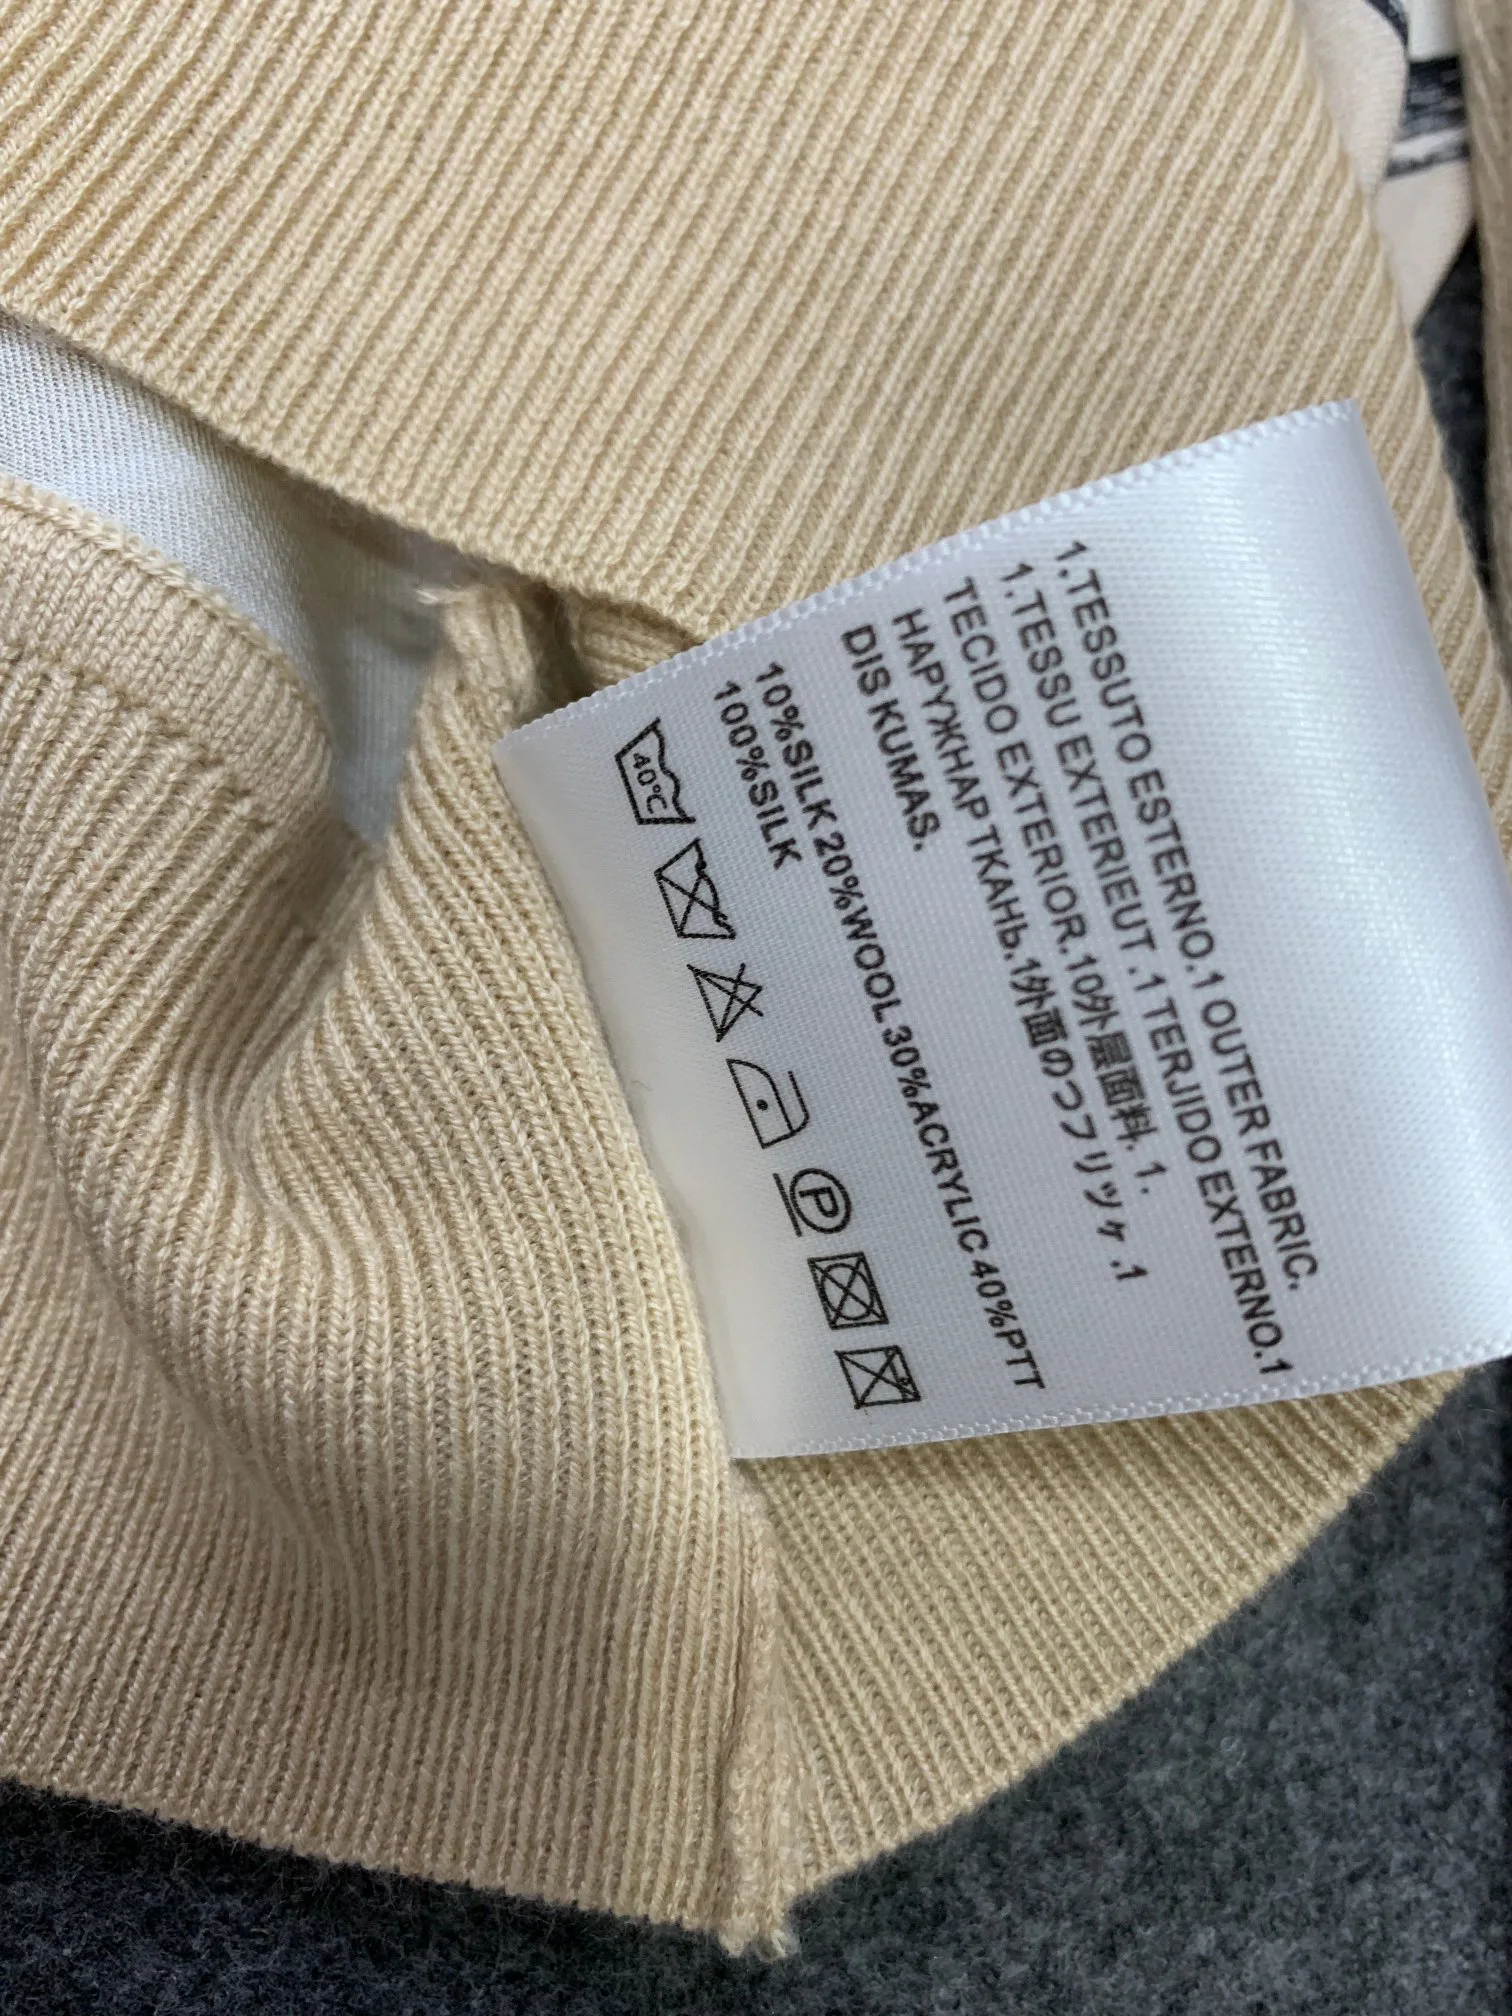 1.TESSUTO ESTERNO.1 OUTER FABRIC.
1.TESSU EXTERIEUT .1 TERJIDO EXTERNO.1
TECIDO EXTERIOR.10外层面料. 1.
НАРУЖНАР ТКАНЬ.1外面のつフリッヶ.1
DIS KUMAS.
10%SILK 20%WOOL 30%ACRYLIC 40%PTT
100%SILK
40℃
P